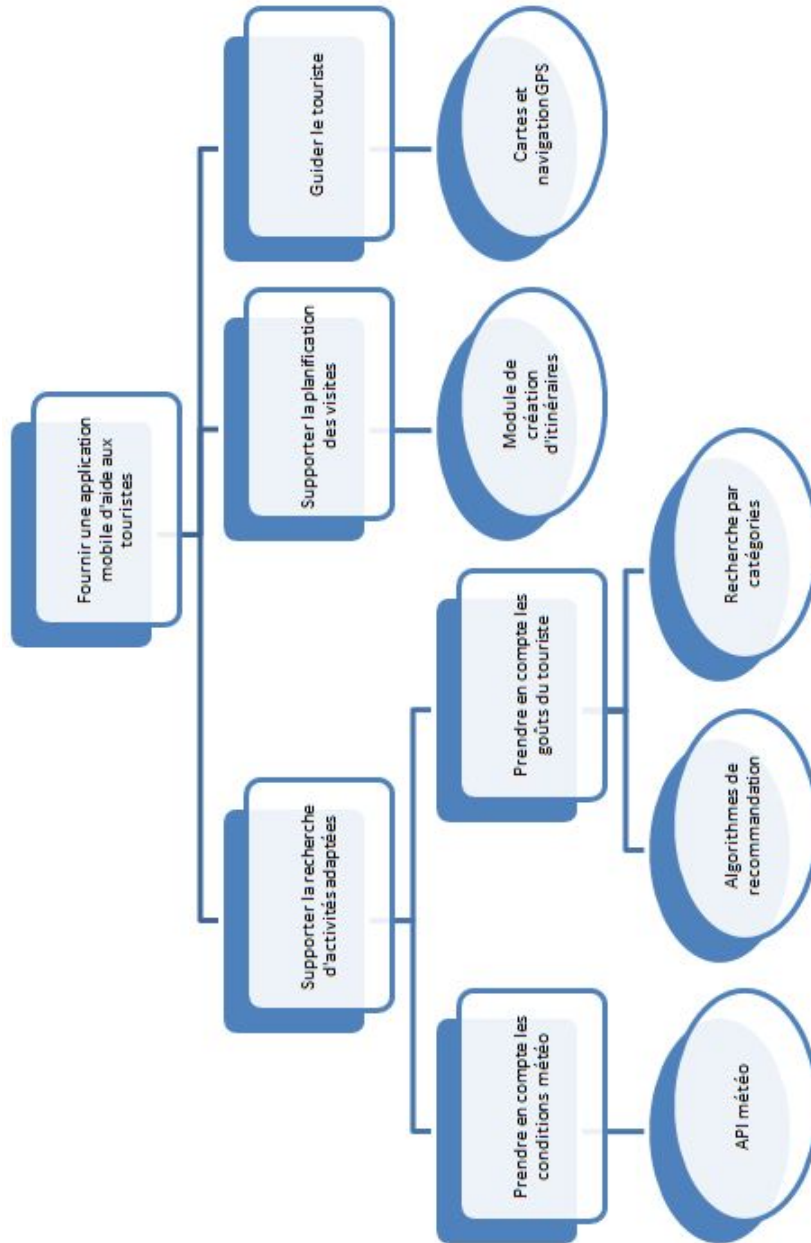 Fournir une application
mobile d'aide aux
touristes
Supporter la recherche
d'activités adaptées
Supporter la planification
des visites
Guider le touriste
Prendre en compte les
conditions météo
Prendre en compte les
goûts du touriste
Module de
création
d'itinéraires
Cartes et
navigation GPS
API météo
Algorithmes de
recommandation
Recherche par
catégories